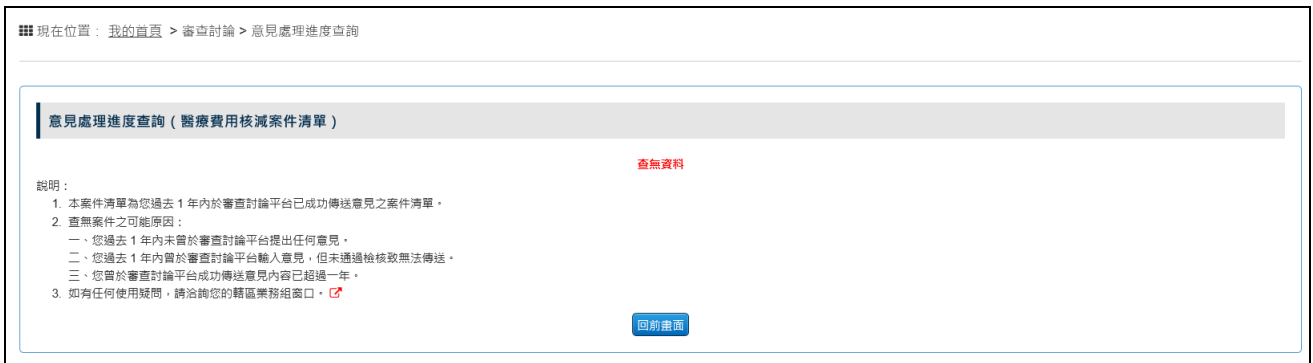 現在位置： 我的首頁 > 審查討論 > 意見處理進度查詢
意見處理進度查詢（醫療費用核減案件清單）
查無資料
說明：
1. 本案件清單為您過去 1 年內於審查討論平台已成功傳送意見之案件清單。
2. 查無案件之可能原因：
一、您過去 1 年內未曾於審查討論平台提出任何意見。
二、您過去 1 年內曾於審查討論平台輸入意見，但未通過檢核致無法傳送。
三、您曾於審查討論平台成功傳送意見內容已超過一年。
3. 如有任何使用疑問，請洽詢您的轄區業務組窗口。
回前畫面